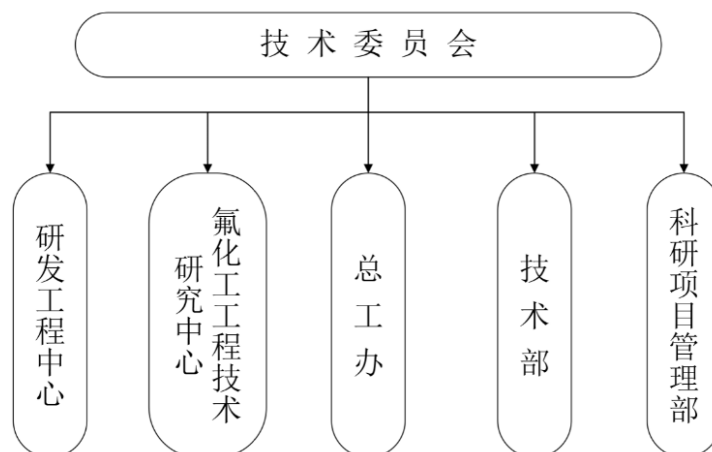 技术委员会
研发工程中心
氟化工工程技术
研究中心
总工办
技术部
科研项目管理部